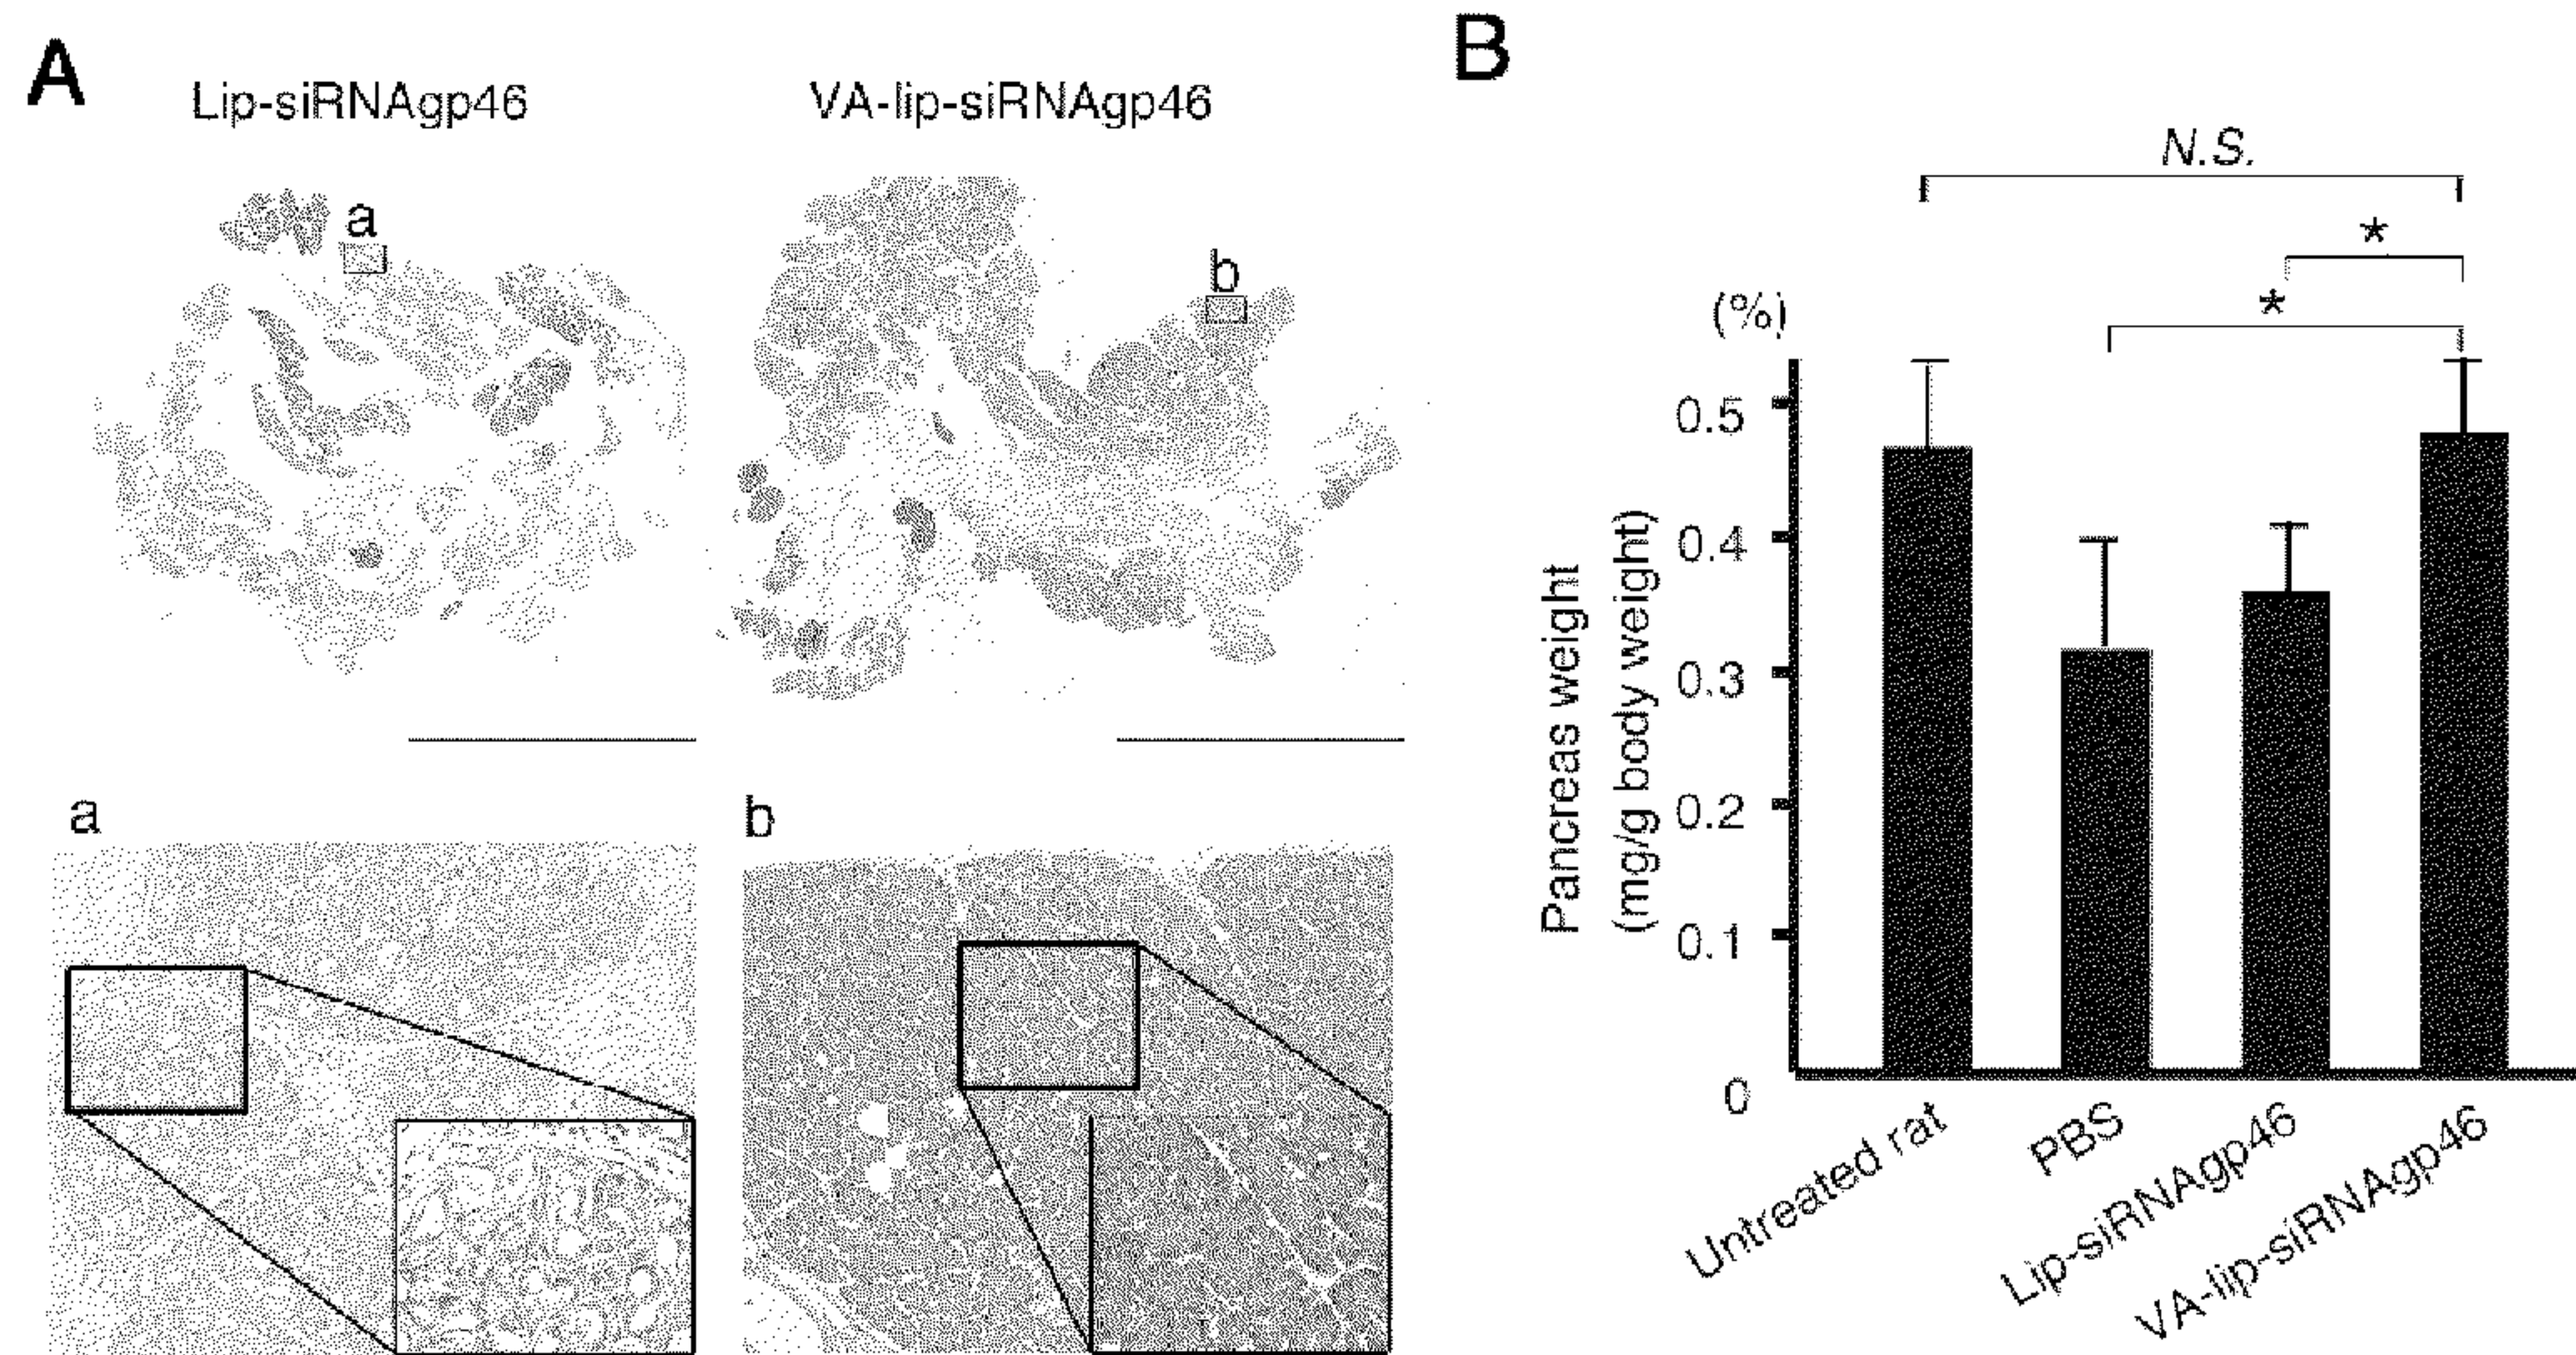 A
Lip-siRNAgp46
VA-lip-siRNAgp46
a
b
a
b
B
N.S.
*
*
(%)
Pancreas weight
(mg/g body weight)
0.5
0.4
0.3
0.2
0.1
0
Untreated rat
PBS
Lip-siRNAgp46
VA-lip-siRNAgp46